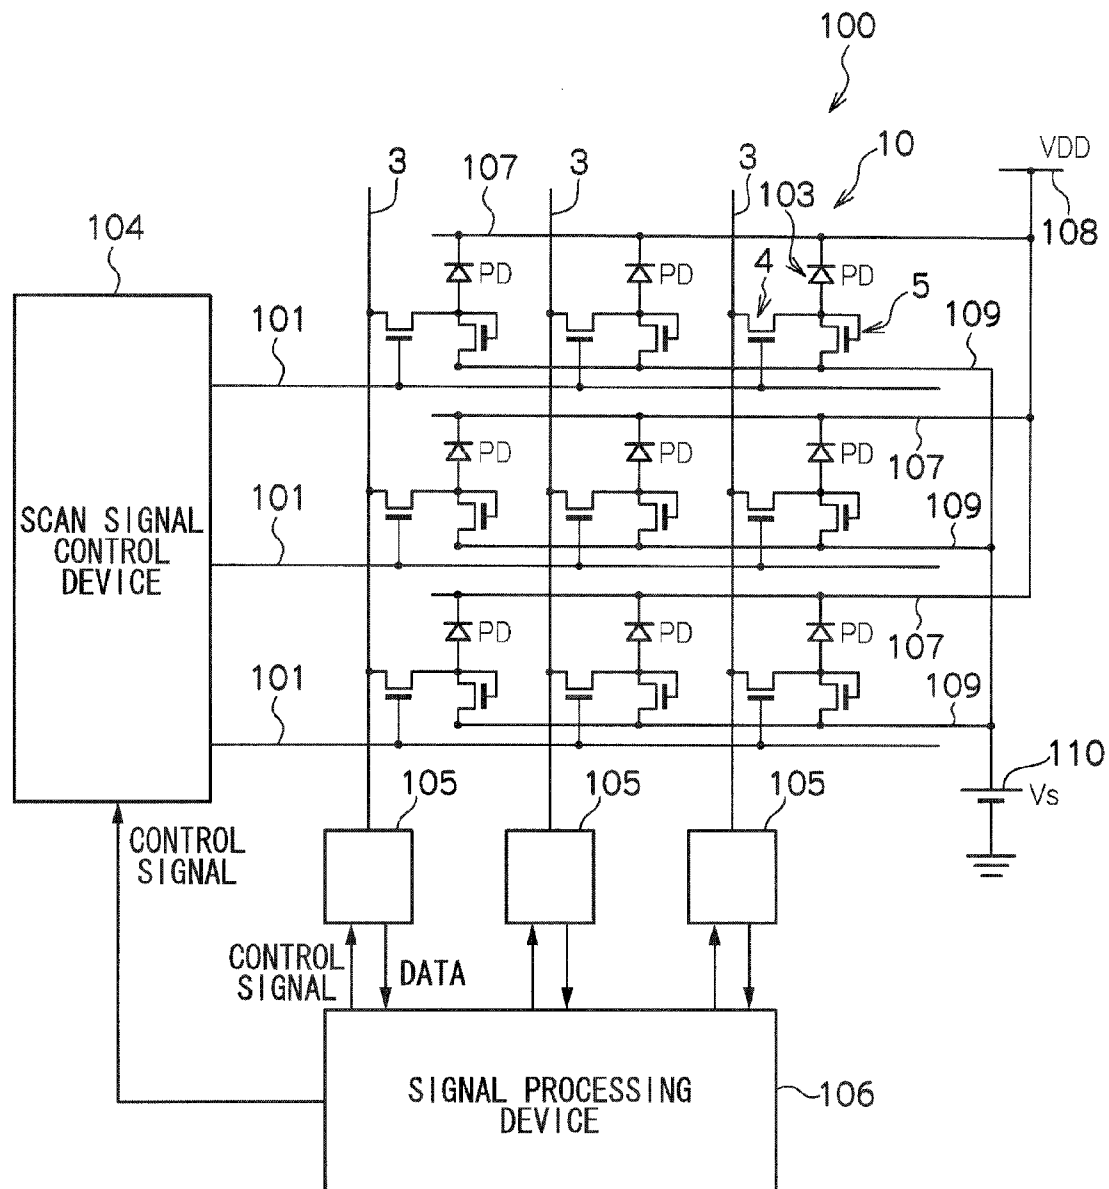 100
3
107
3
3
10
VDD
103
108
104
4
PD
PD
PD
5
109
101
PD
PD
PD
107
101
109
SCAN SIGNAL
CONTROL
DEVICE
PD
PD
PD
107
101
109
110
Vs
105
105
105
CONTROL
SIGNAL
CONTROL
SIGNAL
DATA
SIGNAL PROCESSING
DEVICE
106